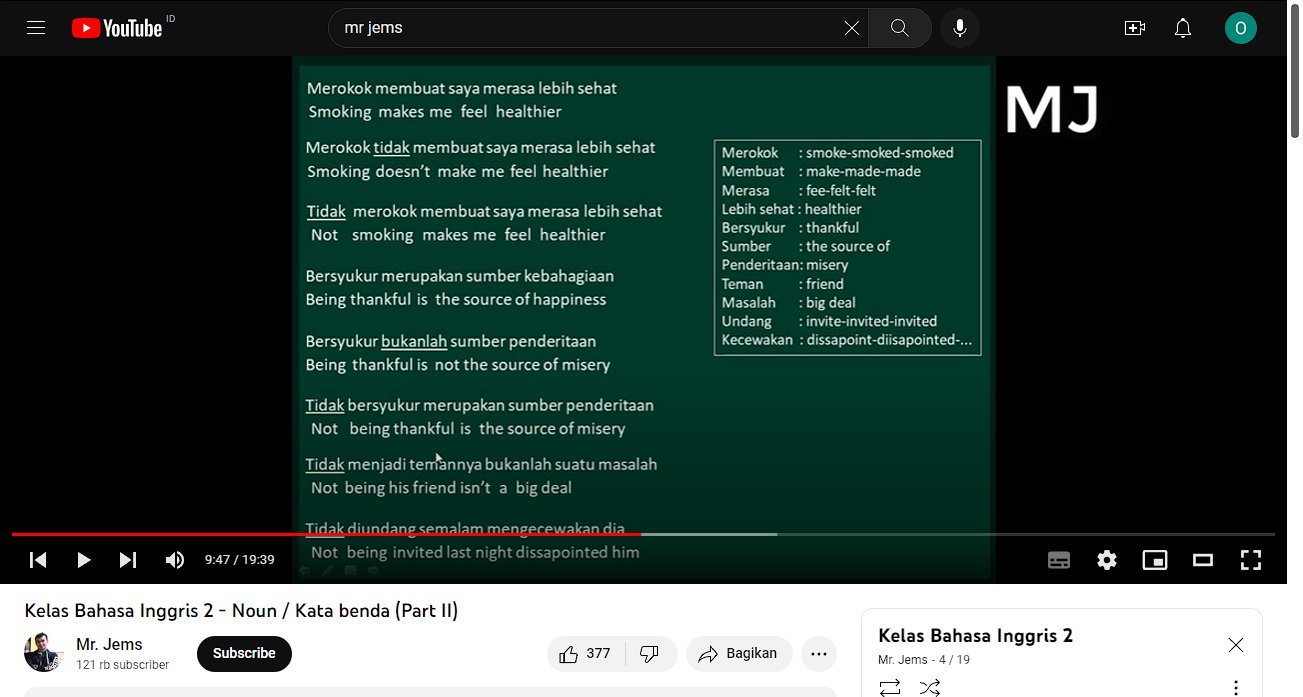 YouTube ID
mr jems
O
MJ
Merokok membuat saya merasa lebih sehat
Smoking makes me feel healthier
Merokok tidak membuat saya merasa lebih sehat
Smoking doesn't make me feel healthier
Tidak merokok membuat saya merasa lebih sehat
Not smoking makes me feel healthier
Bersyukur merupakan sumber kebahagiaan
Being thankful is the source of happiness
Bersyukur bukanlah sumber penderitaan
Being thankful is not the source of misery
Tidak bersyukur merupakan sumber penderitaan
Not being thankful is the source of misery
Tidak menjadi temannya bukanlah suatu masalah
Not being his friend isn't a big deal
Tidak diundang semalam mengecewakan dia
Not being invited last night dissapointed him
Merokok : smoke-smoked-smoked
Membuat : make-made-made
Merasa : fee-felt-felt
Lebih sehat : healthier
Bersyukur : thankful
Sumber : the source of
Penderitaan: misery
Teman : friend
Masalah : big deal
Undang : invite-invited-invited
Kecewakan : dissapoint-diisapointed-...
9:47 / 19:39
Kelas Bahasa Inggris 2 - Noun / Kata benda (Part II)
Mr. Jems
121 rb subscriber
Subscribe
377
Bagikan
Kelas Bahasa Inggris 2
Mr. Jems - 4 / 19